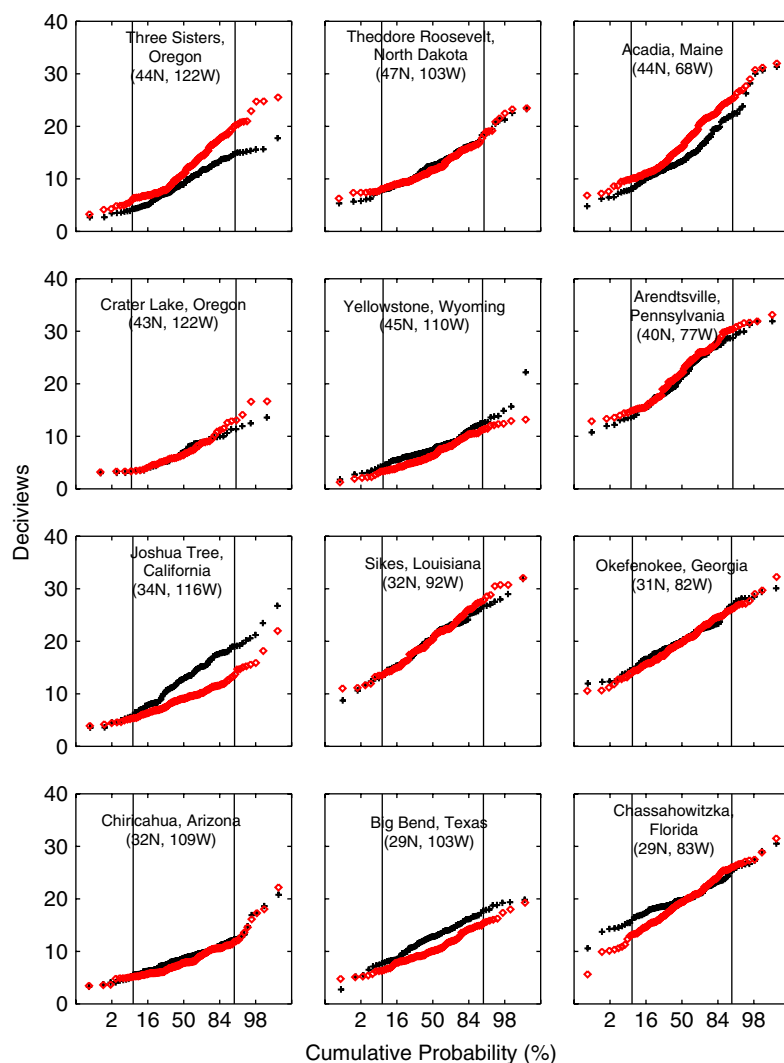 Three Sisters,
Oregon
(44N, 122W)
Theodore Roosevelt,
North Dakota
(47N, 103W)
Acadia, Maine
(44N, 68W)
40
30
20
10
0
Crater Lake, Oregon
(43N, 122W)
Yellowstone, Wyoming
(45N, 110W)
Arendtsville,
Pennsylvania
(40N, 77W)
40
30
20
10
0
Deciviews
Joshua Tree,
California
(34N, 116W)
Sikes, Louisiana
(32N, 92W)
Okefenokee, Georgia
(31N, 82W)
40
30
20
10
0
Chiricahua, Arizona
(32N, 109W)
Big Bend, Texas
(29N, 103W)
Chassahowitzka,
Florida
(29N, 83W)
40
30
20
10
0
2 16 50 84 98 2 16 50 84 98 2 16 50 84 98
Cumulative Probability (%)